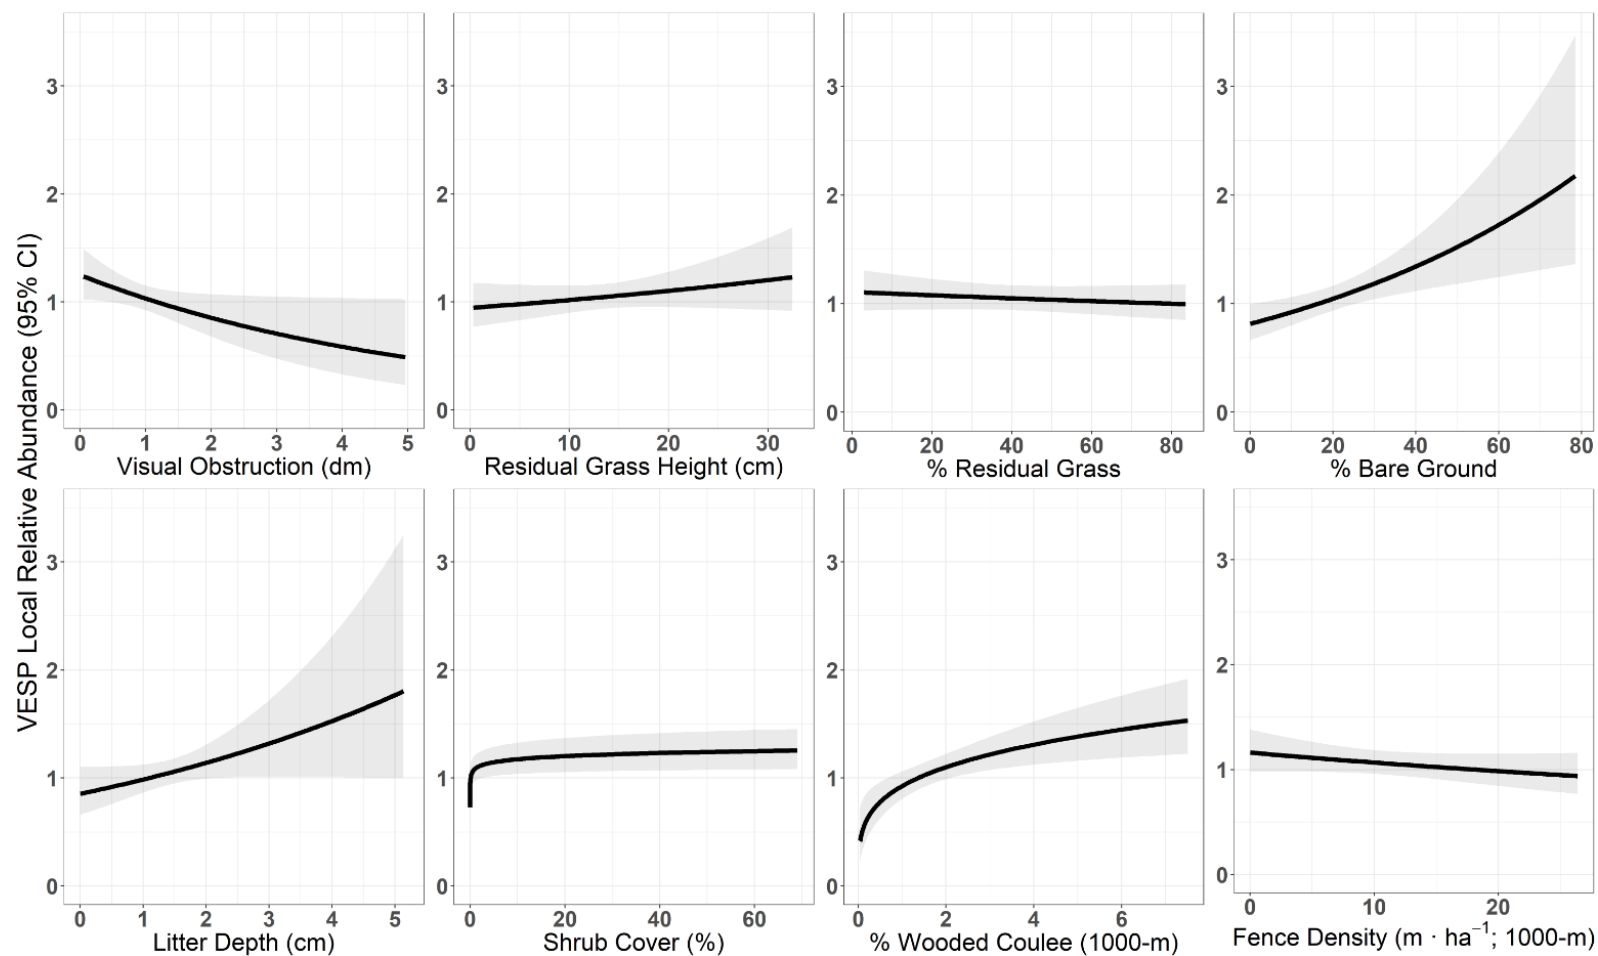 VESP Local Relative Abundance (95% CI)
3
2
1
0
0 1 2 3 4 5
Visual Obstruction (dm)
3
2
1
0
0 10 20 30
Residual Grass Height (cm)
3
2
1
0
0 20 40 60 80
% Residual Grass
3
2
1
0
0 20 40 60 80
% Bare Ground
3
2
1
0
0 1 2 3 4 5
Litter Depth (cm)
3
2
1
0
0 20 40 60
Shrub Cover (%)
3
2
1
0
0 2 4 6
% Wooded Coulee (1000-m)
3
2
1
0
0 10 20
Fence Density (m · ha⁻¹; 1000-m)